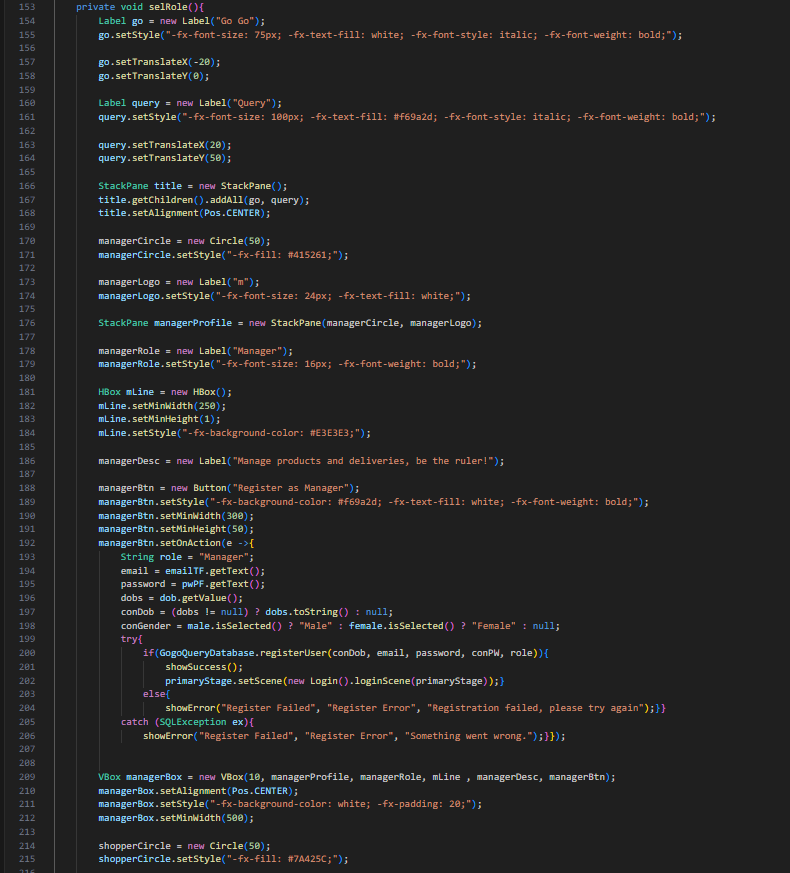 153 private void selRole(){
154 Label go = new Label("Go Go");
155 go.setStyle("-fx-font-size: 75px; -fx-text-fill: white; -fx-font-style: italic; -fx-font-weight: bold;");
156
157 go.setTranslateX(-20);
158 go.setTranslateY(0);
159
160 Label query = new Label("Query");
161 query.setStyle("-fx-font-size: 100px; -fx-text-fill: #f69a2d; -fx-font-style: italic; -fx-font-weight: bold;");
162
163 query.setTranslateX(20);
164 query.setTranslateY(50);
165
166 StackPane title = new StackPane();
167 title.getChildren().addAll(go, query);
168 title.setAlignment(Pos.CENTER);
169
170 managerCircle = new Circle(50);
171 managerCircle.setStyle("-fx-fill: #415261;");
172
173 managerLogo = new Label("m");
174 managerLogo.setStyle("-fx-font-size: 24px; -fx-text-fill: white;");
175
176 StackPane managerProfile = new StackPane(managerCircle, managerLogo);
177
178 managerRole = new Label("Manager");
179 managerRole.setStyle("-fx-font-size: 16px; -fx-font-weight: bold;");
180
181 HBox mLine = new HBox();
182 mLine.setMinWidth(250);
183 mLine.setMinHeight(1);
184 mLine.setStyle("-fx-background-color: #E3E3E3;");
185
186 managerDesc = new Label("Manage products and deliveries, be the ruler!");
187
188 managerBtn = new Button("Register as Manager");
189 managerBtn.setStyle("-fx-background-color: #f69a2d; -fx-text-fill: white; -fx-font-weight: bold;");
190 managerBtn.setMinWidth(300);
191 managerBtn.setMinHeight(50);
192 managerBtn.setOnAction(e ->{
193 String role = "Manager";
194 email = emailTF.getText();
195 password = pwPF.getText();
196 dobs = dob.getValue();
197 conDob = (dobs != null) ? dobs.toString() : null;
198 conGender = male.isSelected() ? "Male" : female.isSelected() ? "Female" : null;
199 try{
200 if(GogoQueryDatabase.registerUser(conDob, email, password, conPW, role)){
201 showSuccess();
202 primaryStage.setScene(new Login().loginScene(primaryStage));}
203 else{
204 showError("Register Failed", "Register Error", "Registration failed, please try again");}}
205 catch (SQLException ex){
206 showError("Register Failed", "Register Error", "Something went wrong.");}});
207
208
209 VBox managerBox = new VBox(10, managerProfile, managerRole, mLine , managerDesc, managerBtn);
210 managerBox.setAlignment(Pos.CENTER);
211 managerBox.setStyle("-fx-background-color: white; -fx-padding: 20;");
212 managerBox.setMinWidth(500);
213
214 shopperCircle = new Circle(50);
215 shopperCircle.setStyle("-fx-fill: #7A425C;");